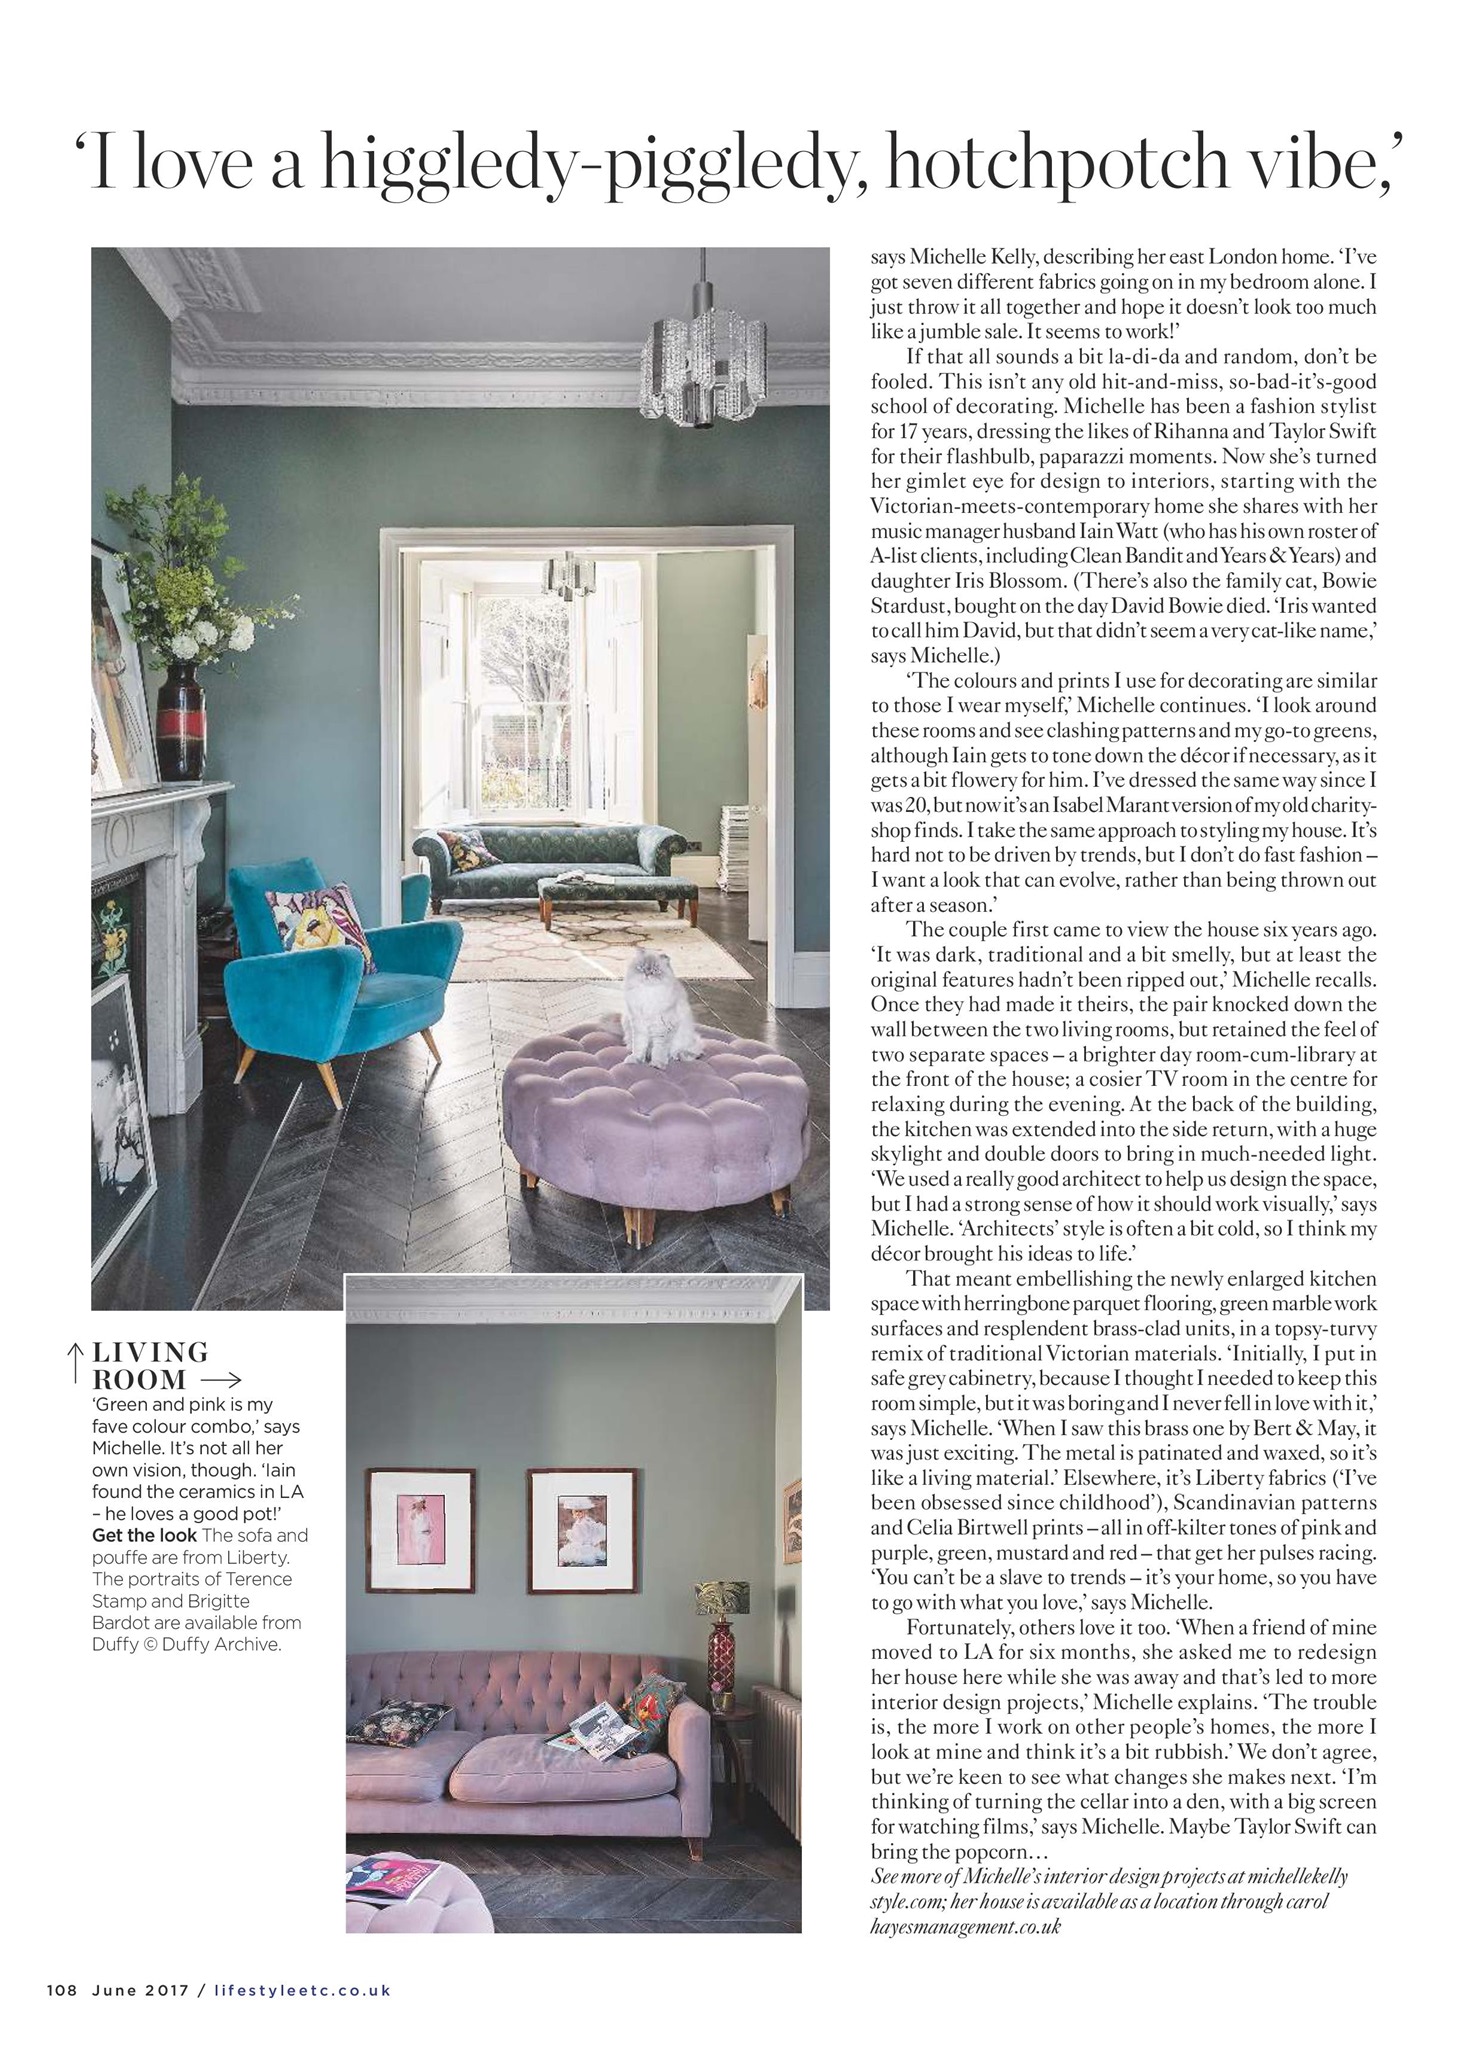 ‘I love a higgledy-piggledy, hotchpotch vibe,’
says Michelle Kelly, describing her east London home. ‘I’ve
got seven different fabrics going on in my bedroom alone. I
just throw it all together and hope it doesn’t look too much
like a jumble sale. It seems to work!’
If that all sounds a bit la-di-da and random, don’t be
fooled. This isn’t any old hit-and-miss, so-bad-it’s-good
school of decorating. Michelle has been a fashion stylist
for 17 years, dressing the likes of Rihanna and Taylor Swift
for their flashbulb, paparazzi moments. Now she’s turned
her gimlet eye for design to interiors, starting with the
Victorian-meets-contemporary home she shares with her
music manager husband Iain Watt (who has his own roster of
A-list clients, including Clean Bandit and Years & Years) and
daughter Iris Blossom. (There’s also the family cat, Bowie
Stardust, bought on the day David Bowie died. ‘Iris wanted
to call him David, but that didn’t seem a very cat-like name,’
says Michelle.)
‘The colours and prints I use for decorating are similar
to those I wear myself,’ Michelle continues. ‘I look around
these rooms and see clashing patterns and my go-to greens,
although Iain gets to tone down the décor if necessary, as it
gets a bit flowery for him. I’ve dressed the same way since I
was 20, but now it’s an Isabel Marant version of my old charity-
shop finds. I take the same approach to styling my house. It’s
hard not to be driven by trends, but I don’t do fast fashion –
I want a look that can evolve, rather than being thrown out
after a season.’
The couple first came to view the house six years ago.
‘It was dark, traditional and a bit smelly, but at least the
original features hadn’t been ripped out,’ Michelle recalls.
Once they had made it theirs, the pair knocked down the
wall between the two living rooms, but retained the feel of
two separate spaces – a brighter day room-cum-library at
the front of the house; a cosier TV room in the centre for
relaxing during the evening. At the back of the building,
the kitchen was extended into the side return, with a huge
skylight and double doors to bring in much-needed light.
‘We used a really good architect to help us design the space,
but I had a strong sense of how it should work visually,’ says
Michelle. ‘Architects’ style is often a bit cold, so I think my
décor brought his ideas to life.’
That meant embellishing the newly enlarged kitchen
space with herringbone parquet flooring, green marble work
surfaces and resplendent brass-clad units, in a topsy-turvy
remix of traditional Victorian materials. ‘Initially, I put in
safe grey cabinetry, because I thought I needed to keep this
room simple, but it was boring and I never fell in love with it,’
says Michelle. ‘When I saw this brass one by Bert & May, it
was just exciting. The metal is patinated and waxed, so it’s
like a living material.’ Elsewhere, it’s Liberty fabrics (‘I’ve
been obsessed since childhood’), Scandinavian patterns
and Celia Birtwell prints – all in off-kilter tones of pink and
purple, green, mustard and red – that get her pulses racing.
‘You can’t be a slave to trends – it’s your home, so you have
to go with what you love,’ says Michelle.
Fortunately, others love it too. ‘When a friend of mine
moved to LA for six months, she asked me to redesign
her house here while she was away and that’s led to more
interior design projects,’ Michelle explains. ‘The trouble
is, the more I work on other people’s homes, the more I
look at mine and think it’s a bit rubbish.’ We don’t agree,
but we’re keen to see what changes she makes next. ‘I’m
thinking of turning the cellar into a den, with a big screen
for watching films,’ says Michelle. Maybe Taylor Swift can
bring the popcorn…
See more of Michelle’s interior design projects at michellekelly
style.com; her house is available as a location through carol
hayesmanagement.co.uk
LIVING
ROOM
‘Green and pink is my
fave colour combo,’ says
Michelle. It’s not all her
own vision, though. ‘Iain
found the ceramics in LA
– he loves a good pot!’
Get the look The sofa and
pouffe are from Liberty.
The portraits of Terence
Stamp and Brigitte
Bardot are available from
Duffy © Duffy Archive.
108 June 2017 / lifestyleetc.co.uk